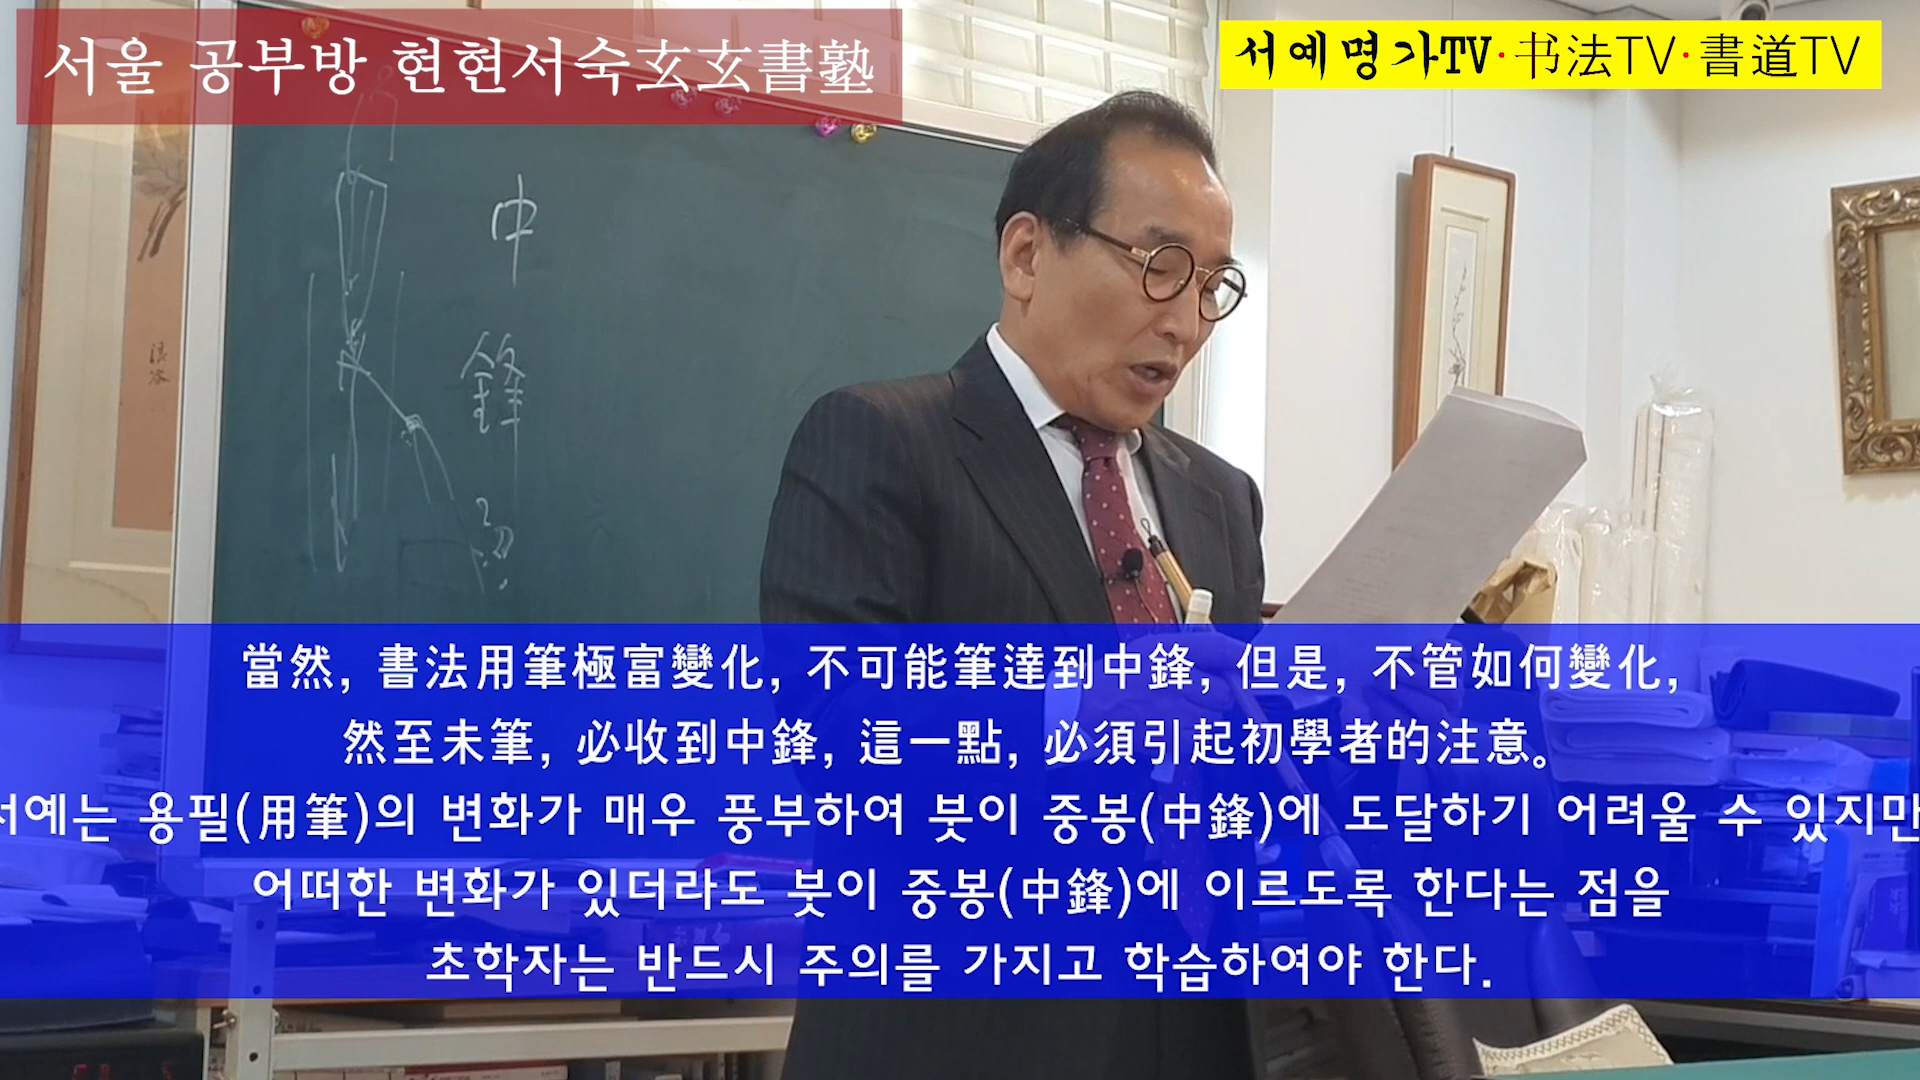 서울 공부방 현현서숙玄玄書塾
서예명가TV·书法TV·書道TV
中
鋒
當然, 書法用筆極富變化, 不可能筆達到中鋒, 但是, 不管如何變化,
然至未筆, 必收到中鋒, 這一點, 必須引起初學者的注意。
서예는 용필(用筆)의 변화가 매우 풍부하여 붓이 중봉(中鋒)에 도달하기 어려울 수 있지만
어떠한 변화가 있더라도 붓이 중봉(中鋒)에 이르도록 한다는 점을
초학자는 반드시 주의를 가지고 학습하여야 한다.